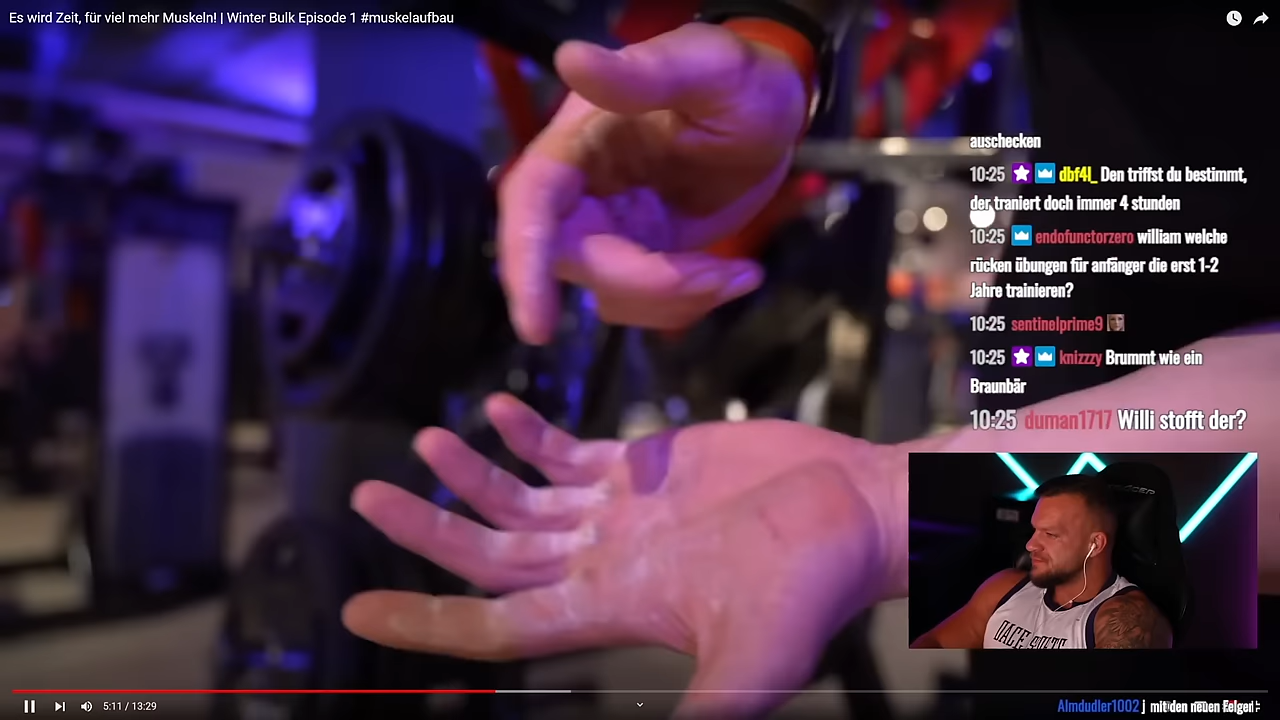 Es wird Zeit, für viel mehr Muskeln! | Winter Bulk Episode 1 #muskelaufbau
auschecken
10:25 dbf4l_ Den triffst du bestimmt,
der traniert doch immer 4 stunden
10:25 endofunctorzero william welche
rücken übungen für anfänger die erst 1-2
Jahre trainieren?
10:25 sentinelprime9
10:25 knizzzy Brummt wie ein
Braunbär
10:25 duman1717 Willi stofft der?
5:11 / 13:29
Almdudler1002 j mit den neuen Folgen